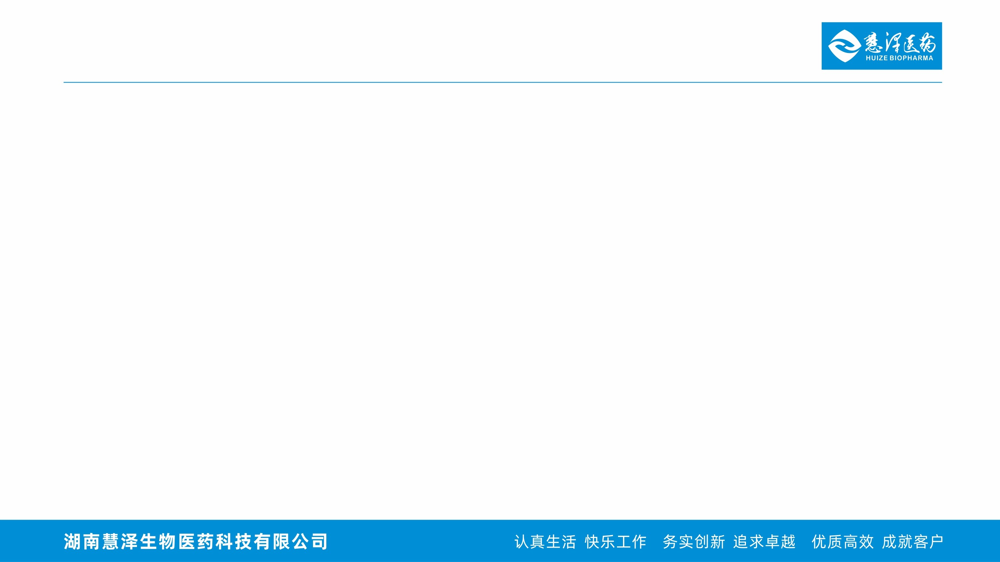 慧泽医药
HUIZE BIOPHARMA
湖南慧泽生物医药科技有限公司
认真生活 快乐工作 务实创新 追求卓越 优质高效 成就客户